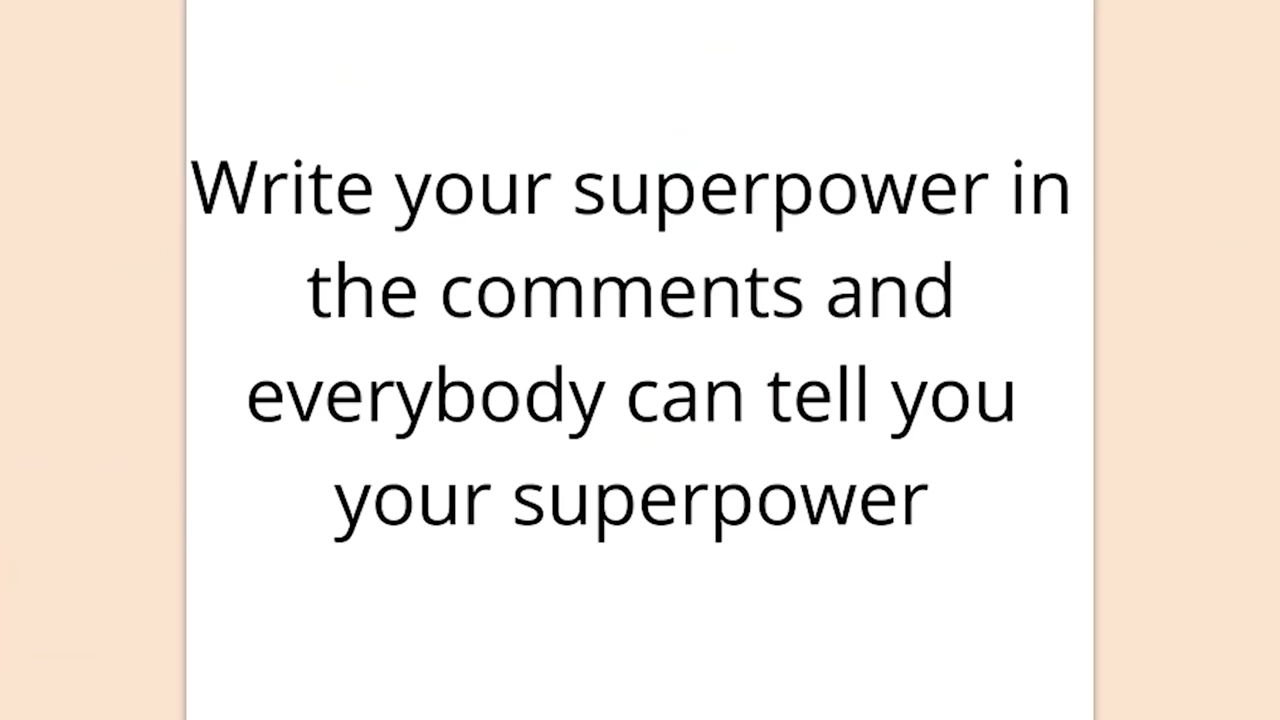 Write your superpower in
the comments and
everybody can tell you
your superpower